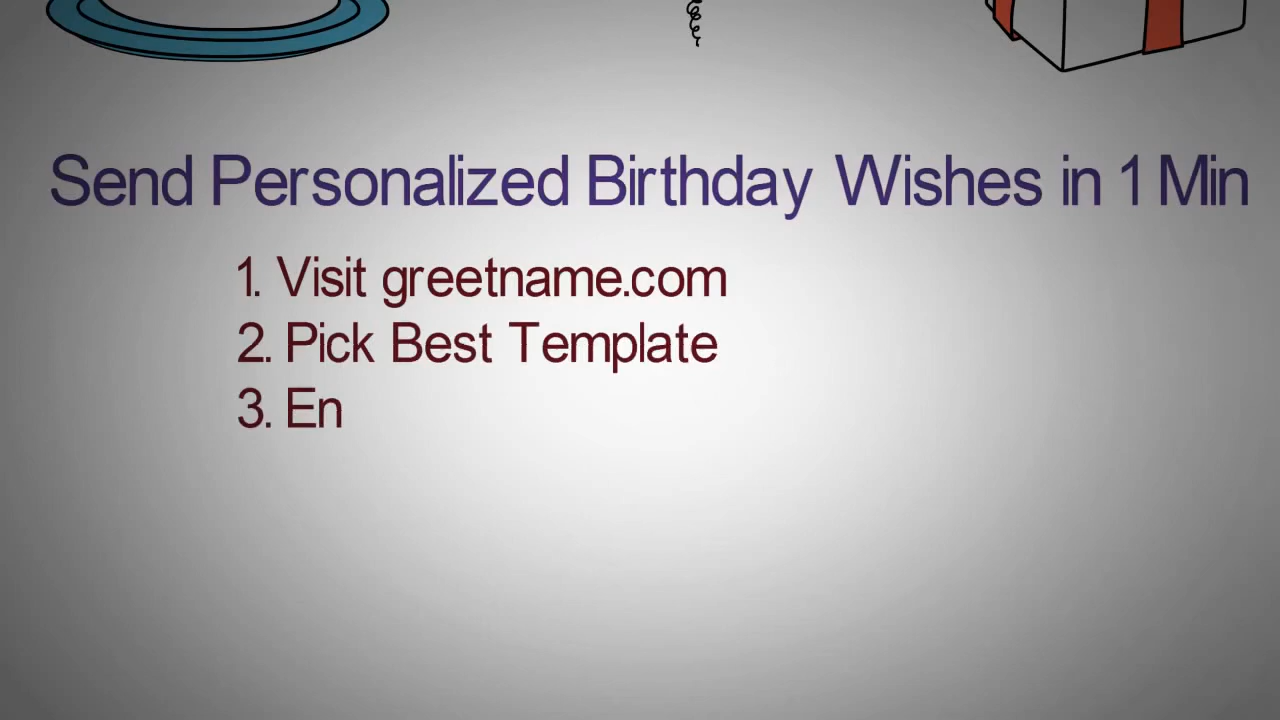 Send Personalized Birthday Wishes in 1 Min
1. Visit greetname.com
2. Pick Best Template
3. En